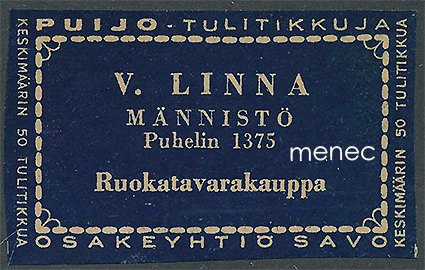 PUIJO-TULITIKKUJA
KESKIMÄÄRIN 50 TULITIKKUA
V. LINNA
MÄNNISTÖ
Puhelin 1375
menec
Ruokatavarakauppa
KESKIMÄÄRIN 50 TULITIKKUA
OSAKEYHTIÖ SAVO